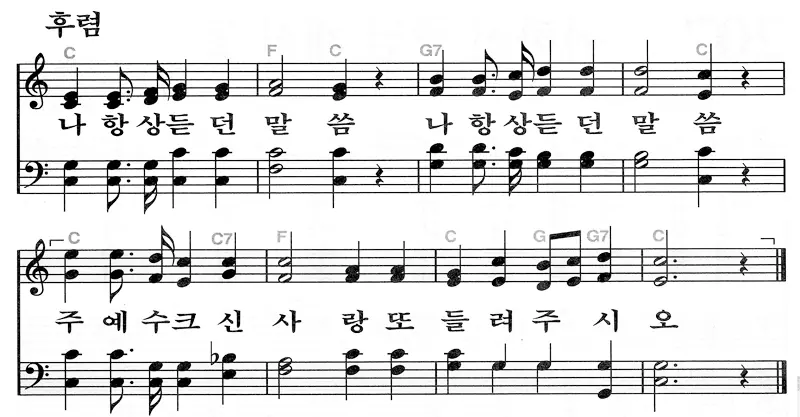 후렴
C F C G7 C
나 항 상 듣 던 말 씀 나 항 상 듣 던 말 씀
C C7 F C G G7 C
주 예 수 크 신 사 랑 또 들 려 주 시 오